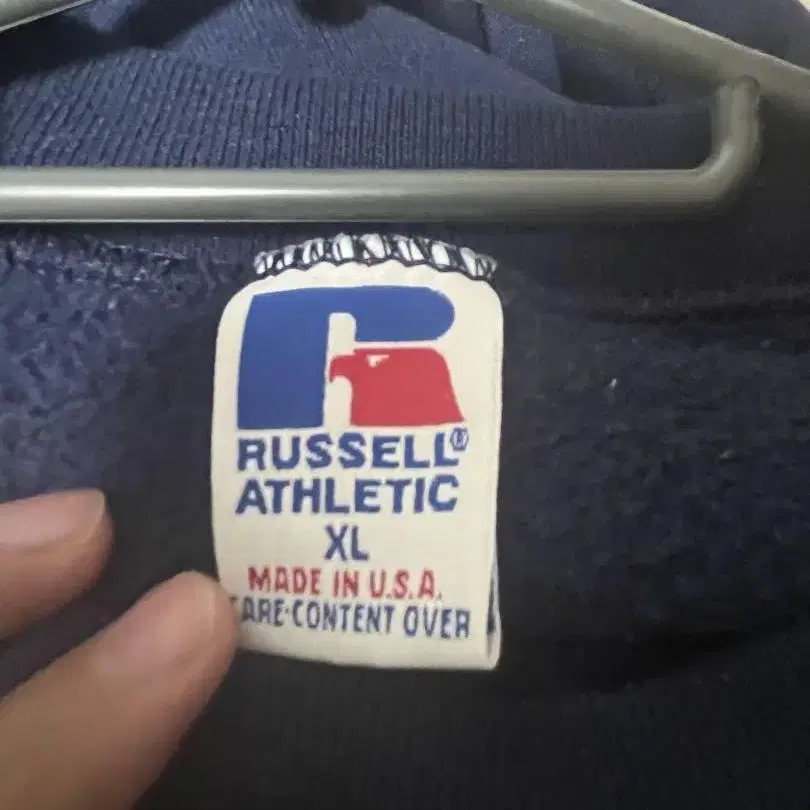 RUSSELL®
ATHLETIC
XL
MADE IN U.S.A.
CARE·CONTENT OVER